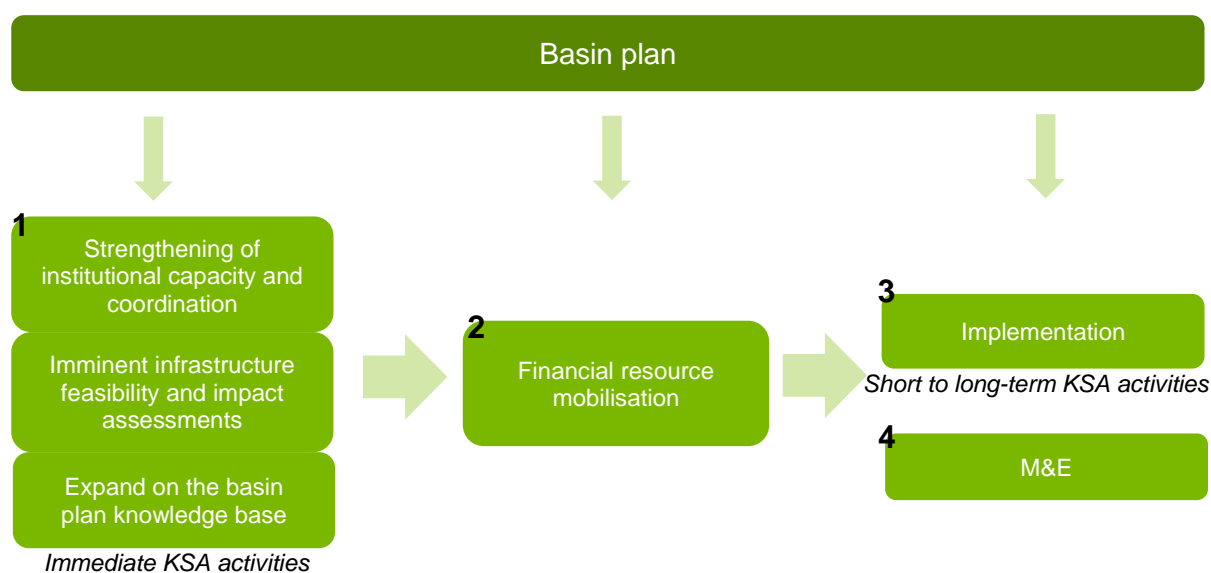 Basin plan
1
Strengthening of
institutional capacity and
coordination
Imminent infrastructure
feasibility and impact
assessments
Expand on the basin
plan knowledge base
Immediate KSA activities
2
Financial resource
mobilisation
3
Implementation
Short to long-term KSA activities
4
M&E